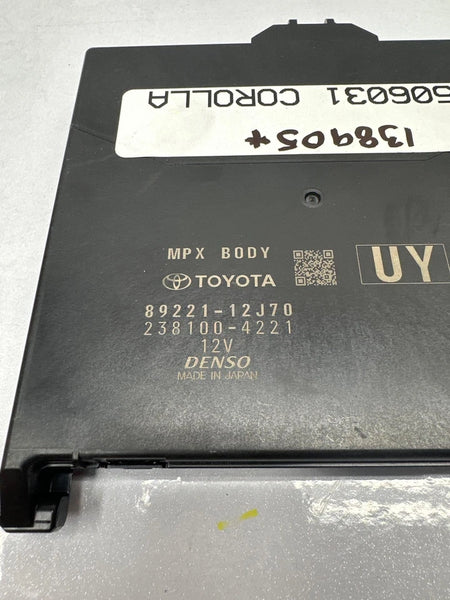 506031 COROLLA
138905*
MPX BODY
TOYOTA
UY
89221-12J70
238100-4221
12V
DENSO
MADE IN JAPAN